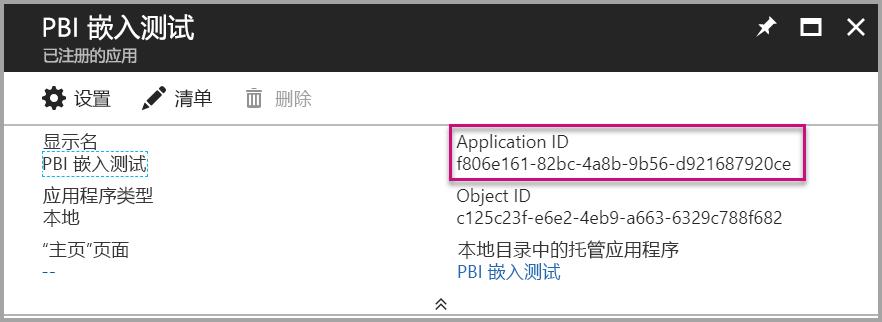 PBI 嵌入测试
已注册的应用
设置 清单 删除
显示名
PBI 嵌入测试
Application ID
f806e161-82bc-4a8b-9b56-d921687920ce
应用程序类型
本地
Object ID
c125c23f-e6e2-4eb9-a663-6329c788f682
“主页”页面
--
本地目录中的托管应用程序
PBI 嵌入测试